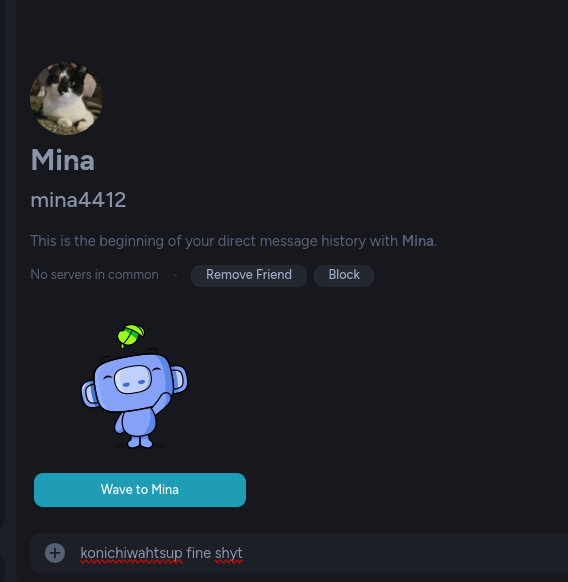 Mina
mina4412
This is the beginning of your direct message history with Mina.
No servers in common Remove Friend Block
Wave to Mina
konichiwahtsup fine shyt